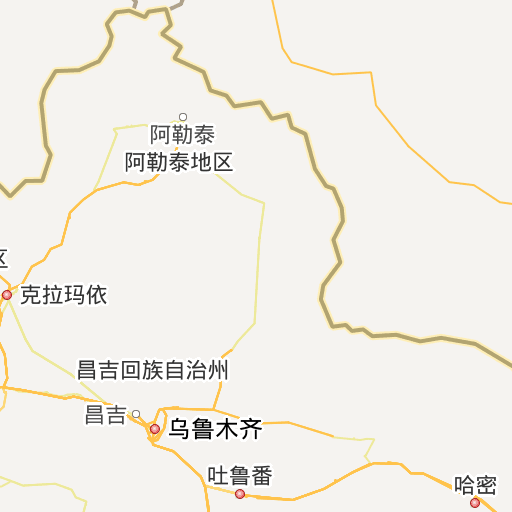 阿勒泰
阿勒泰地区
区
克拉玛依
昌吉回族自治州
昌吉
乌鲁木齐
吐鲁番
哈密